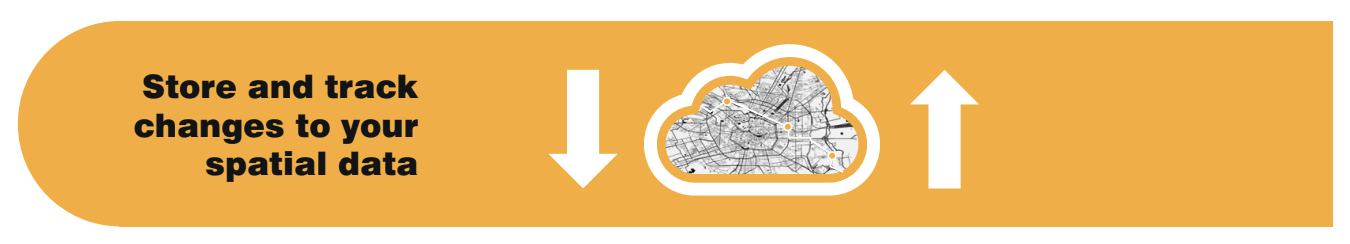 Store and track
changes to your
spatial data